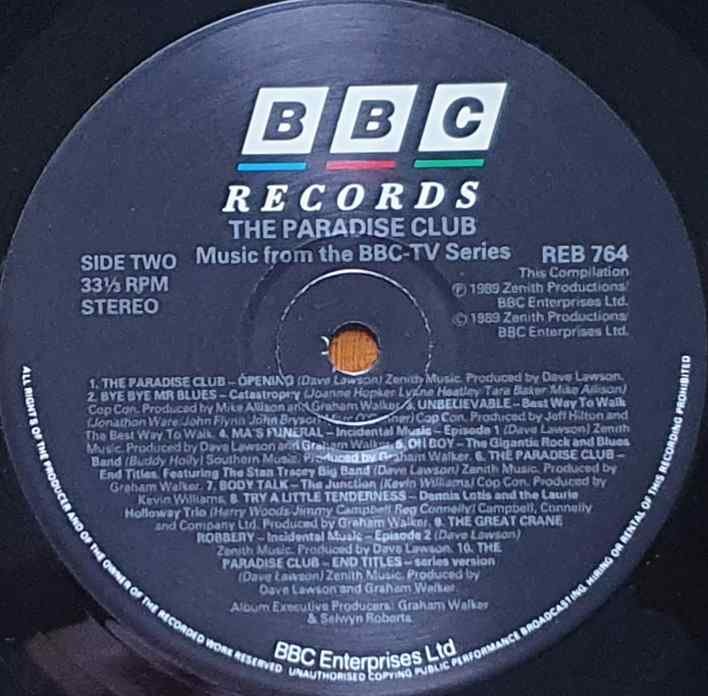 BBC
RECORDS
THE PARADISE CLUB
Music from the BBC-TV Series
SIDE TWO
33⅓ RPM
STEREO
REB 764
This Compilation
Ⓟ 1989 Zenith Productions/
BBC Enterprises Ltd.
© 1989 Zenith Productions/
BBC Enterprises Ltd.
1. THE PARADISE CLUB – OPENING (Dave Lawson) Zenith Music. Produced by Dave Lawson.
2. BYE BYE MR BLUES – Catastropry (Joanne Hopker Lynne Heatley Tara Baker Mike Allison)
Cop Con. Produced by Mike Allison and Graham Walker. 3. UNBELIEVABLE – Best Way To Walk
(Jonathan Ware/John Flynn John Bryson) Cop Con. Produced by Jeff Hilton and
The Best Way To Walk. 4. MA'S FUNERAL – Incidental Music – Episode 1 (Dave Lawson) Zenith
Music. Produced by Dave Lawson and Graham Walker. 5. OH BOY – The Gigantic Rock and Blues
Band (Buddy Holly) Southern Music. Produced by Graham Walker. 6. THE PARADISE CLUB –
End Titles. Featuring The Stan Tracey Big Band (Dave Lawson) Zenith Music. Produced by
Graham Walker. 7. BODY TALK – The Junction (Kevin Williams) Cop Con. Produced by
Kevin Williams. 8. TRY A LITTLE TENDERNESS – Dennis Lotis and the Laurie
Holloway Trio (Harry Woods/Jimmy Campbell Reg Connelly) Campbell, Connelly
and Company Ltd. Produced by Graham Walker. 9. THE GREAT CRANE
ROBBERY – Incidental Music – Episode 2 (Dave Lawson)
Zenith Music. Produced by Dave Lawson. 10. THE
PARADISE CLUB – END TITLES – series version
(Dave Lawson) Zenith Music. Produced by
Dave Lawson and Graham Walker.
Album Executive Producers: Graham Walker
& Selwyn Roberts
BBC Enterprises Ltd
ALL RIGHTS OF THE PRODUCER AND OF THE OWNER OF THE RECORDED WORK RESERVED UNAUTHORISED COPYING PUBLIC PERFORMANCE BROADCASTING, HIRING OR RENTAL OF THIS RECORDING PROHIBITED